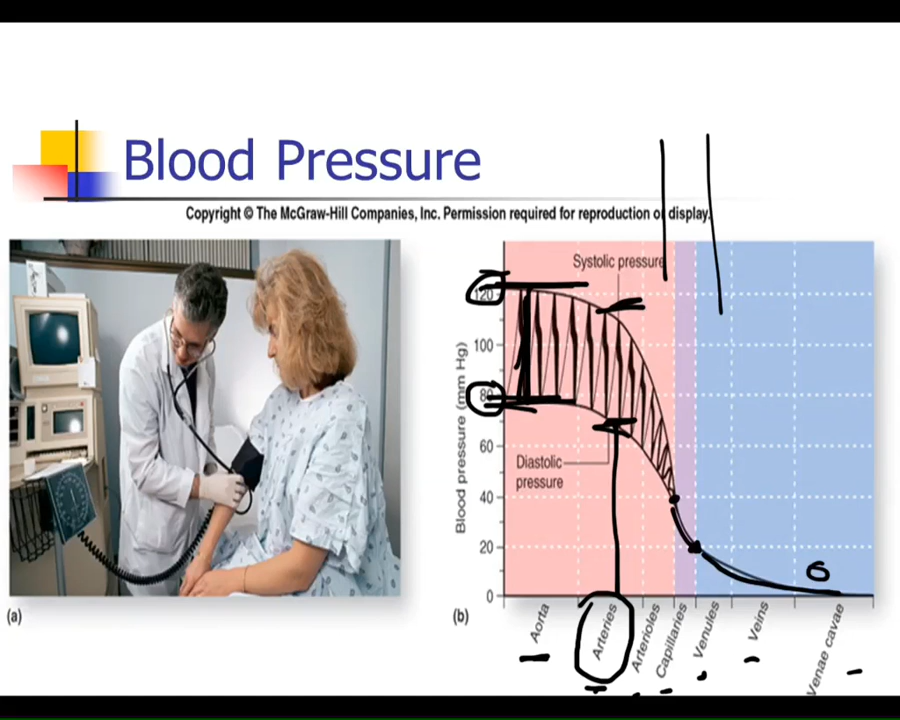 Blood Pressure
Copyright © The McGraw-Hill Companies, Inc. Permission required for reproduction or display.
Systolic pressure
120
100
80
60
40
20
0
Blood pressure (mm Hg)
Diastolic
pressure
0
(a)
(b)
Aorta
Arteries
Arterioles
Capillaries
Venules
Veins
Venae cavae